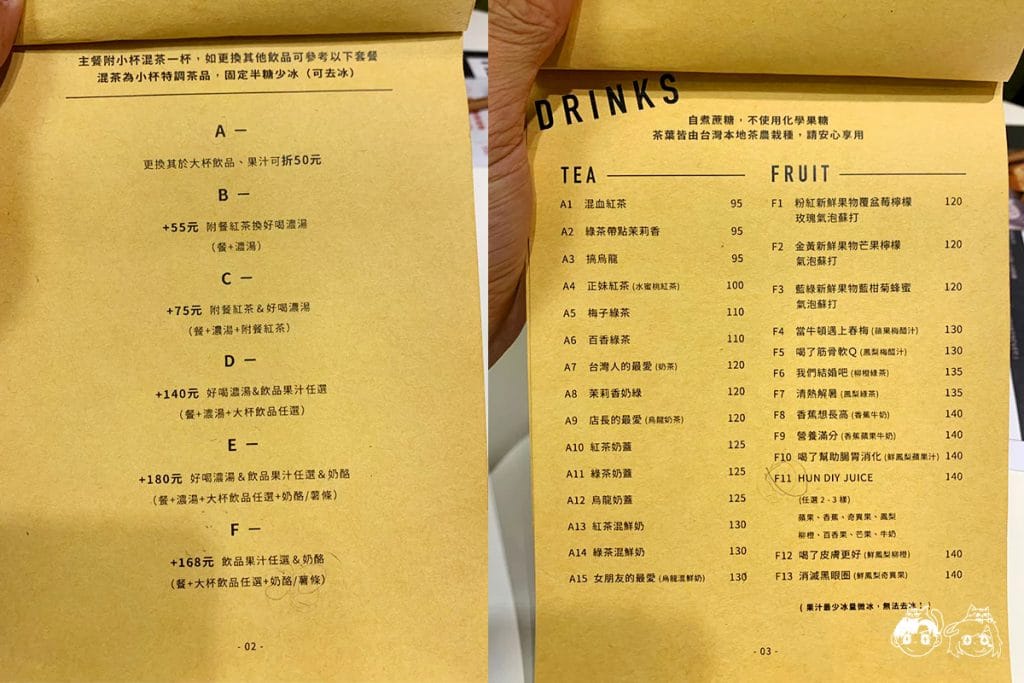 主餐附小杯混茶一杯，如更換其他飲品可參考以下套餐
混茶為小杯特調茶品，固定半糖少冰（可去冰）
A —
更換其於大杯飲品、果汁可折50元
B —
+55元 附餐紅茶換好喝濃湯
（餐+濃湯）
C —
+75元 附餐紅茶＆好喝濃湯
（餐+濃湯+附餐紅茶）
D —
+140元 好喝濃湯&飲品果汁任選
（餐+濃湯+大杯飲品任選）
E —
+180元 好喝濃湯＆飲品果汁任選＆奶酪
（餐+濃湯+大杯飲品任選+奶酪/薯條）
F —
+168元 飲品果汁任選＆奶酪
（餐+大杯飲品任選+奶酪/薯條）
- 02 -
DRINKS
自煮蔗糖，不使用化學果糖
茶葉皆由台灣本地茶農栽種，請安心享用
TEA
A1 混血紅茶 95
A2 綠茶帶點茉莉香 95
A3 搞烏龍 95
A4 正妹紅茶 (水蜜桃紅茶) 100
A5 梅子綠茶 110
A6 百香綠茶 110
A7 台灣人的最愛 (奶茶) 120
A8 茉莉香奶綠 120
A9 店長的最愛 (烏龍奶茶) 120
A10 紅茶奶蓋 125
A11 綠茶奶蓋 125
A12 烏龍奶蓋 125
A13 紅茶混鮮奶 130
A14 綠茶混鮮奶 130
A15 女朋友的最愛 (烏龍混鮮奶) 130
FRUIT
F1 粉紅新鮮果物覆盆莓檸檬 120
玫瑰氣泡蘇打
F2 金黃新鮮果物芒果檸檬 120
氣泡蘇打
F3 藍綠新鮮果物藍柑菊蜂蜜 120
氣泡蘇打
F4 當牛頓遇上春梅 (蘋果梅醋汁) 130
F5 喝了筋骨軟Q (鳳梨梅醋汁) 130
F6 我們結婚吧 (柳橙綠茶) 135
F7 清熱解暑 (鳳梨綠茶) 135
F8 香蕉想長高 (香蕉牛奶) 140
F9 營養滿分 (香蕉蘋果牛奶) 140
F10 喝了幫助腸胃消化 (鮮鳳梨蘋果汁) 140
F11 HUN DIY JUICE 140
(任選 2、3 樣)
蘋果、香蕉、奇異果、鳳梨
柳橙、百香果、芒果、牛奶
F12 喝了皮膚更好 (鮮鳳梨柳橙) 140
F13 消滅黑眼圈 (鮮鳳梨奇異果) 140
( 果汁最少冰量微冰，無法去冰！)
- 03 -